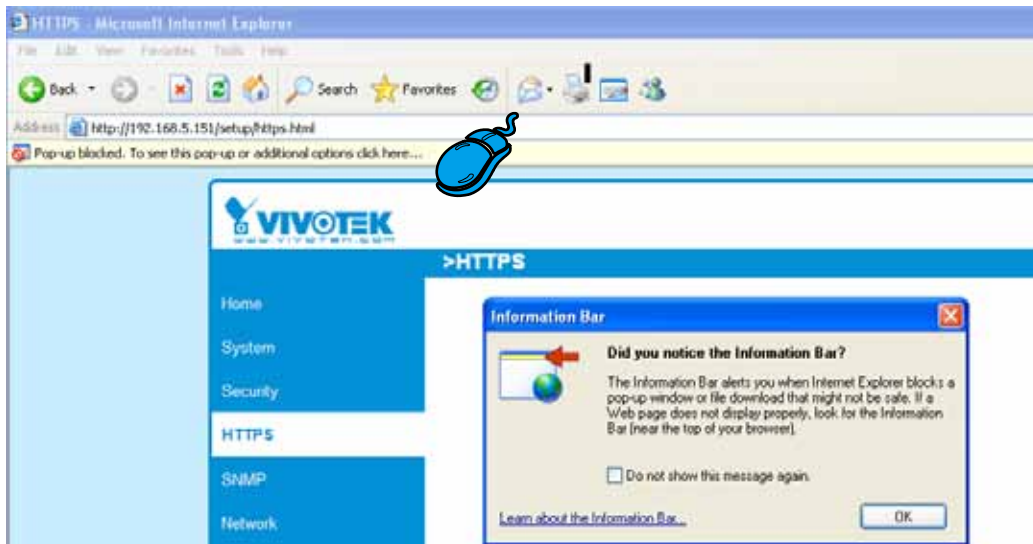 HTTPS - Microsoft Internet Explorer
File Edit View Favorites Tools Help
Back Search Favorites
Address http://192.168.5.151/setup/https.html
Pop-up blocked. To see this pop-up or additional options click here...
VIVOTEK
www.vivotek.com
>HTTPS
Home
System
Security
HTTPS
SNMP
Network
Information Bar
Did you notice the Information Bar?
The Information Bar alerts you when Internet Explorer blocks a
pop-up window or file download that might not be safe. If a
Web page does not display properly, look for the Information
Bar (near the top of your browser).
Do not show this message again.
Learn about the Information Bar...
OK